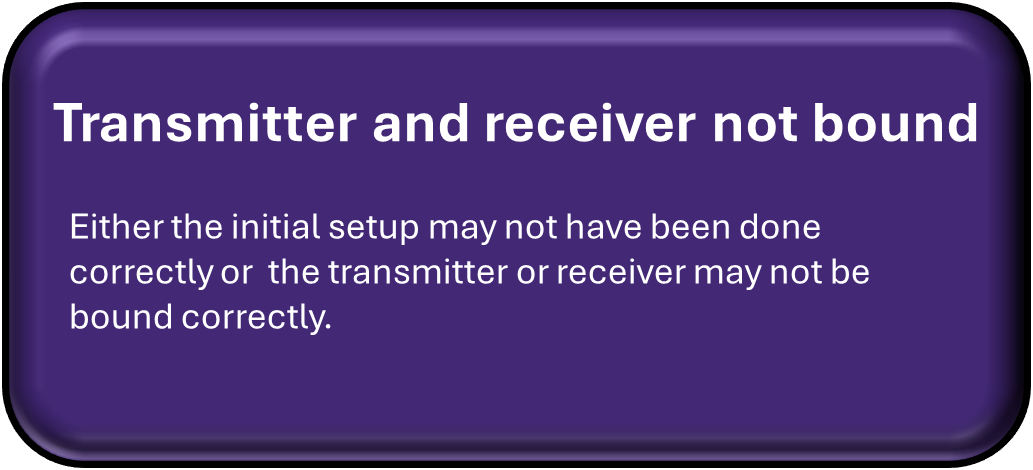 Transmitter and receiver not bound
Either the initial setup may not have been done
correctly or  the transmitter or receiver may not be
bound correctly.